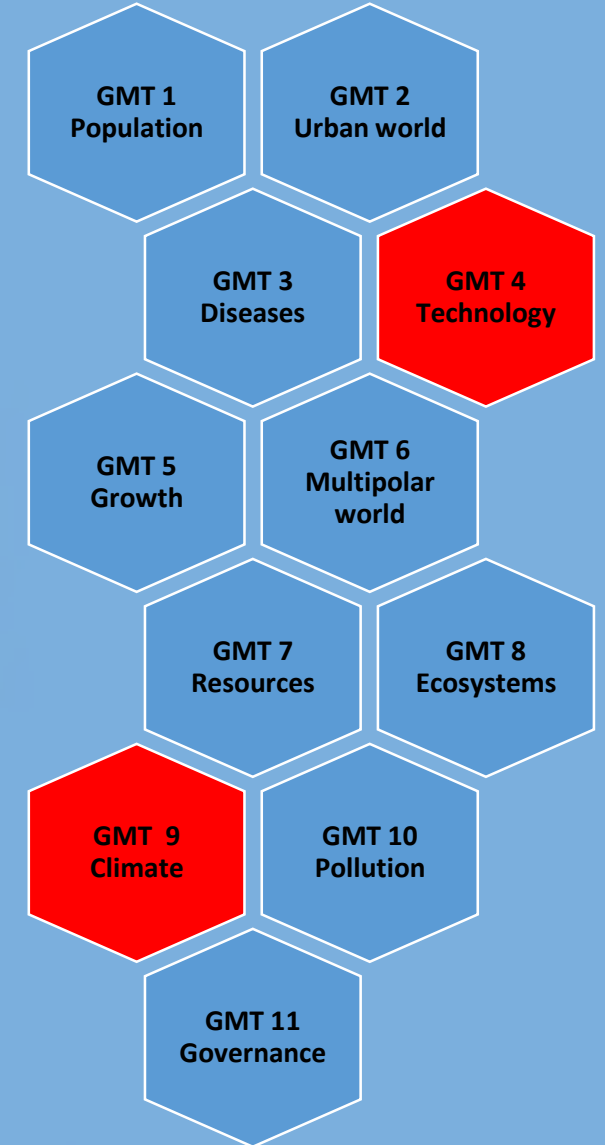 GMT 1
Population
GMT 2
Urban world
GMT 3
Diseases
GMT 4
Technology
GMT 5
Growth
GMT 6
Multipolar
world
GMT 7
Resources
GMT 8
Ecosystems
GMT 9
Climate
GMT 10
Pollution
GMT 11
Governance